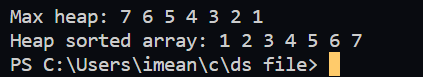 Max heap: 7 6 5 4 3 2 1
Heap sorted array: 1 2 3 4 5 6 7
PS C:\Users\imean\c\ds file>